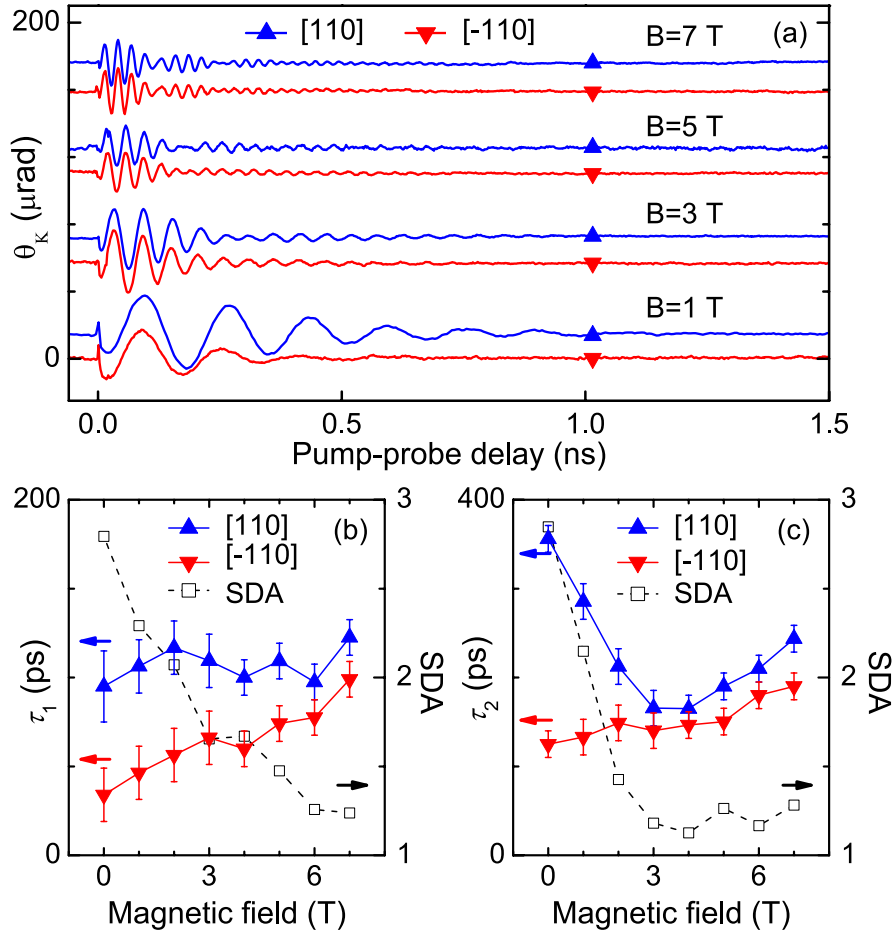 200
[110]
[-110]
B=7 T
(a)
B=5 T
B=3 T
B=1 T
0
θK (μrad)
0.0
0.5
1.0
1.5
Pump-probe delay (ns)
200
3
[110]
(b)
[-110]
SDA
2
τ1 (ps)
SDA
0
1
0
3
6
Magnetic field (T)
400
3
[110]
(c)
[-110]
SDA
2
τ2 (ps)
SDA
0
1
0
3
6
Magnetic field (T)